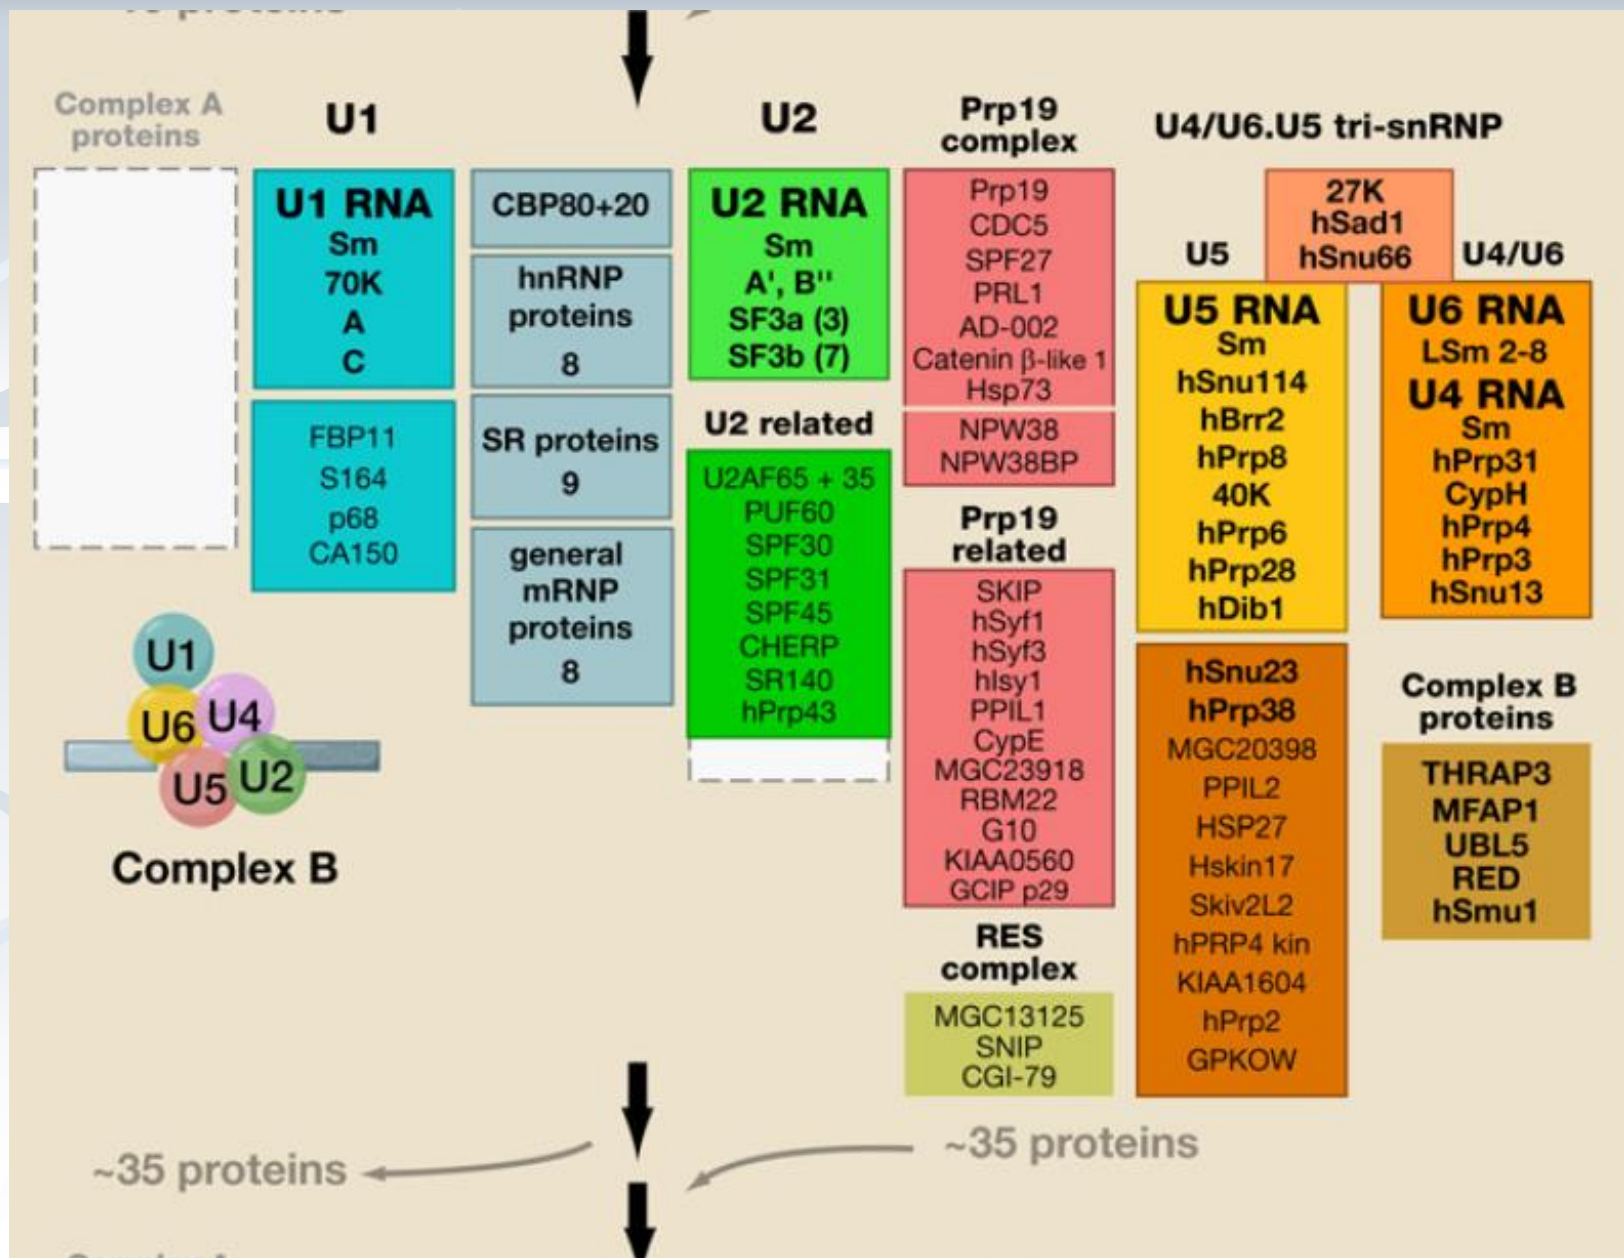 proteins
Complex A
proteins
U1
U1 RNA
Sm
70K
A
C
FBP11
S164
p68
CA150
CBP80+20
hnRNP
proteins
8
SR proteins
9
general
mRNP
proteins
8
U2
U2 RNA
Sm
A', B''
SF3a (3)
SF3b (7)
U2 related
U2AF65 + 35
PUF60
SPF30
SPF31
SPF45
CHERP
SR140
hPrp43
Prp19
complex
Prp19
CDC5
SPF27
PRL1
AD-002
Catenin β-like 1
Hsp73
NPW38
NPW38BP
Prp19
related
SKIP
hSyf1
hSyf3
hIsy1
PPIL1
CypE
MGC23918
RBM22
G10
KIAA0560
GCIP p29
RES
complex
MGC13125
SNIP
CGI-79
U4/U6.U5 tri-snRNP
27K
hSad1
hSnu66
U5
U5 RNA
Sm
hSnu114
hBrr2
hPrp8
40K
hPrp6
hPrp28
hDib1
hSnu23
hPrp38
MGC20398
PPIL2
HSP27
Hskin17
Skiv2L2
hPRP4 kin
KIAA1604
hPrp2
GPKOW
U4/U6
U6 RNA
LSm 2-8
U4 RNA
Sm
hPrp31
CypH
hPrp4
hPrp3
hSnu13
Complex B
proteins
THRAP3
MFAP1
UBL5
RED
hSmu1
U1
U6
U4
U5
U2
Complex B
~35 proteins
~35 proteins